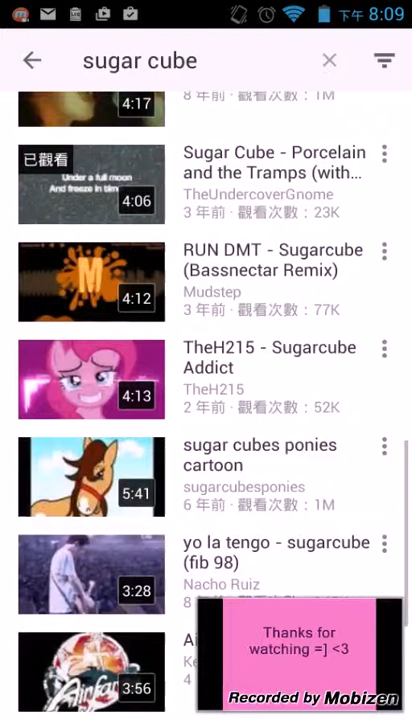 下午 8:09
sugar cube
4:17
8 年前 · 觀看次數：1M
已觀看
Under a full moon
And freeze in time
4:06
Sugar Cube - Porcelain
and the Tramps (with...
TheUndercoverGnome
3 年前 · 觀看次數：23K
M
4:12
RUN DMT - Sugarcube
(Bassnectar Remix)
Mudstep
3 年前 · 觀看次數：77K
4:13
TheH215 - Sugarcube
Addict
TheH215
2 年前 · 觀看次數：52K
5:41
sugar cubes ponies
cartoon
sugarcubesponies
6 年前 · 觀看次數：1M
3:28
yo la tengo - sugarcube
(fib 98)
Nacho Ruiz
8
Airfare
3:56
Ai
Ke
4
Thanks for
watching =] <3
Recorded by Mobizen